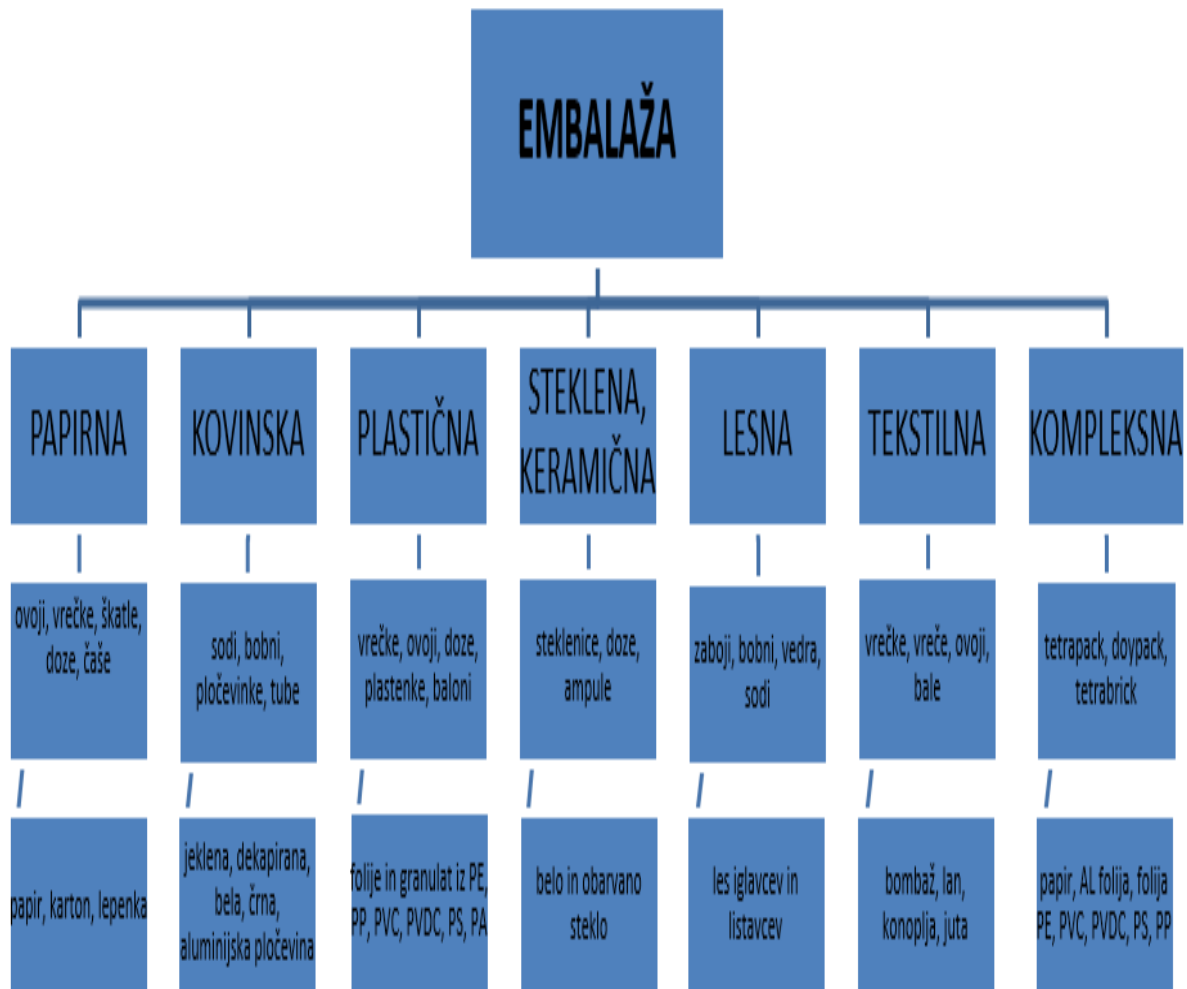 EMBALAŽA
PAPIRNA
KOVINSKA
PLASTIČNA
STEKLENA,
KERAMIČNA
LESNA
TEKSTILNA
KOMPLEKSNA
ovoji, vrečke, škatle,
doze, čaše
sodi, bobni,
pločevinke, tube
vrečke, ovoji, doze,
plastenke, baloni
steklenice, doze,
ampule
zaboji, bobni, vedra,
sodi
vrečke, vreče, ovoji,
bale
tetrapack, doypack,
tetrabrick
papir, karton, lepenka
jeklena, dekapirana,
bela, črna,
aluminijska pločevina
folije in granulat iz PE,
PP, PVC, PVDC, PS, PA
belo in obarvano
steklo
les iglavcev in
listavcev
bombaž, lan,
konoplja, juta
papir, AL folija, folija
PE, PVC, PVDC, PS, PP